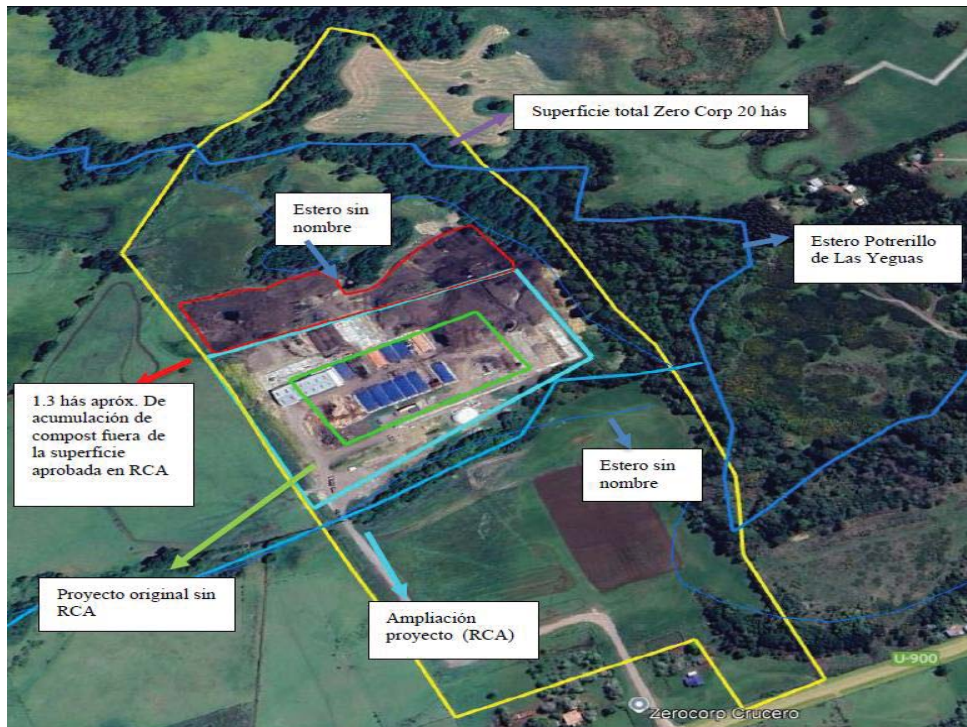 Superficie total Zero Corp 20 hás
Estero sin
nombre
Estero Potrerillo
de Las Yeguas
1.3 hás apróx. De
acumulación de
compost fuera de
la superficie
aprobada en RCA
Estero sin
nombre
Proyecto original sin
RCA
Ampliación
proyecto (RCA)
U-900
Zerocorp Crucero